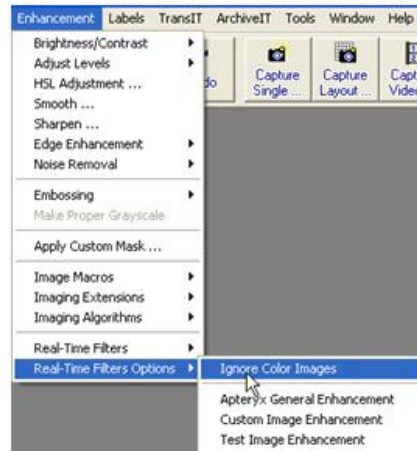 Enhancement Labels TransIT ArchiveIT Tools Window Help
Brightness/Contrast
Adjust Levels
HSL Adjustment ...
Smooth ...
Sharpen ...
Edge Enhancement
Noise Removal
Embossing
Make Proper Grayscale
Apply Custom Mask ...
Image Macros
Imaging Extensions
Imaging Algorithms
Real-Time Filters
Real-Time Filters Options
do
Capture
Single ...
Capture
Layout ...
Ignore Color Images
Apteryx General Enhancement
Custom Image Enhancement
Test Image Enhancement